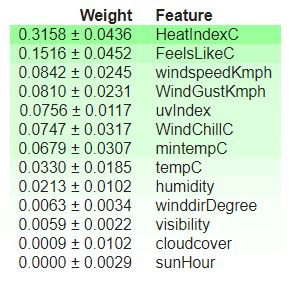 Weight Feature
0.3158 ± 0.0436 HeatIndexC
0.1516 ± 0.0452 FeelsLikeC
0.0842 ± 0.0245 windspeedKmph
0.0810 ± 0.0231 WindGustKmph
0.0756 ± 0.0117 uvIndex
0.0747 ± 0.0317 WindChillC
0.0679 ± 0.0307 mintempC
0.0330 ± 0.0185 tempC
0.0213 ± 0.0102 humidity
0.0063 ± 0.0034 winddirDegree
0.0059 ± 0.0022 visibility
0.0009 ± 0.0102 cloudcover
0.0000 ± 0.0029 sunHour